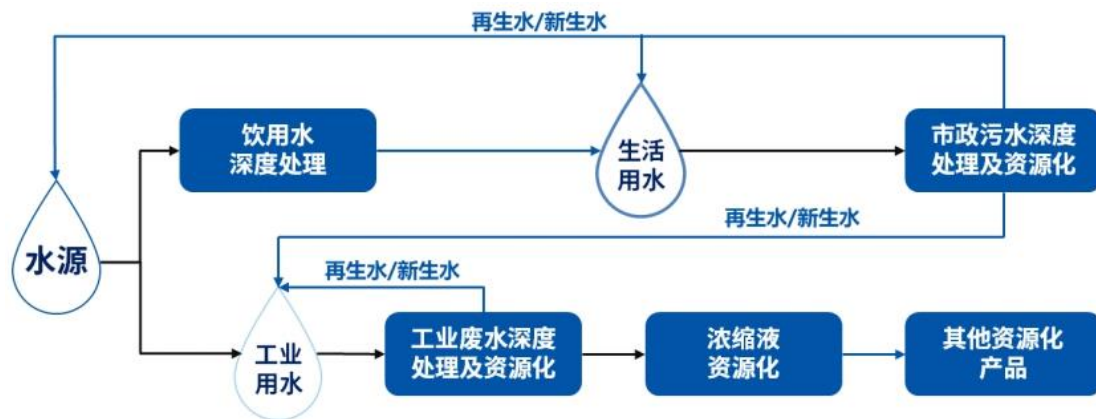 再生水/新生水
饮用水
深度处理
生活
用水
市政污水深度
处理及资源化
再生水/新生水
水源
再生水/新生水
工业
用水
工业废水深度
处理及资源化
浓缩液
资源化
其他资源化
产品